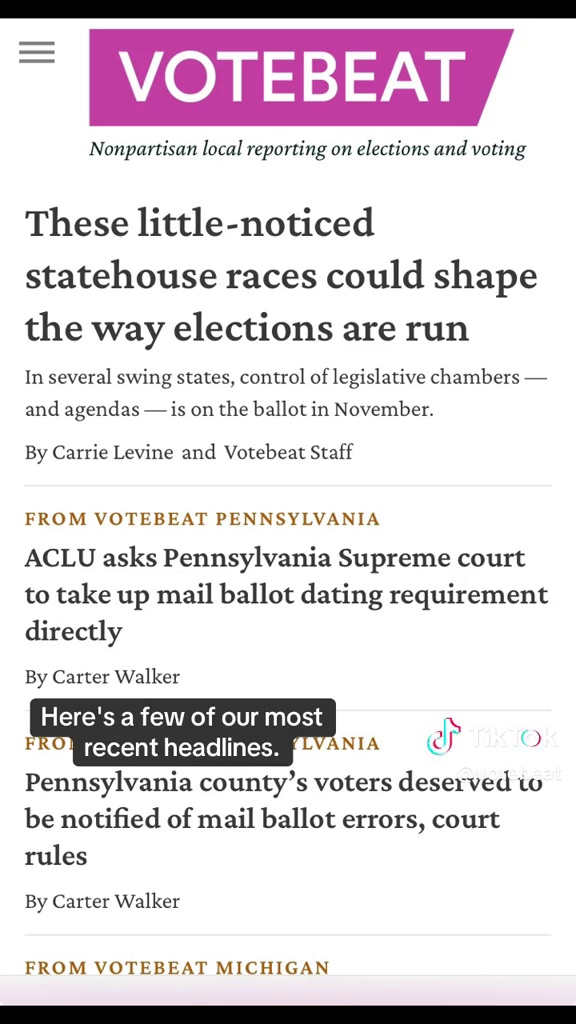 VOTEBEAT
Nonpartisan local reporting on elections and voting
These little-noticed
statehouse races could shape
the way elections are run
In several swing states, control of legislative chambers —
and agendas — is on the ballot in November.
By Carrie Levine and Votebeat Staff
FROM VOTEBEAT PENNSYLVANIA
ACLU asks Pennsylvania Supreme court
to take up mail ballot dating requirement
directly
By Carter Walker
Here's a few of our most
recent headlines.
TikTok
@votebeat
Pennsylvania county’s voters deserved to
be notified of mail ballot errors, court
rules
By Carter Walker
FROM VOTEBEAT MICHIGAN